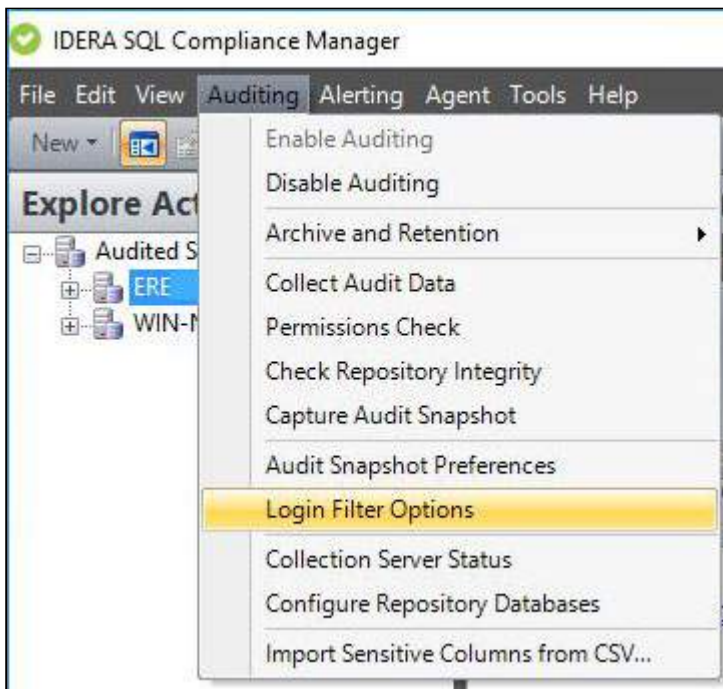 IDERA SQL Compliance Manager
File Edit View Auditing Alerting Agent Tools Help
New
Enable Auditing
Disable Auditing
Explore Act
Archive and Retention
Audited S
ERE
Collect Audit Data
WIN-N
Permissions Check
Check Repository Integrity
Capture Audit Snapshot
Audit Snapshot Preferences
Login Filter Options
Collection Server Status
Configure Repository Databases
Import Sensitive Columns from CSV...